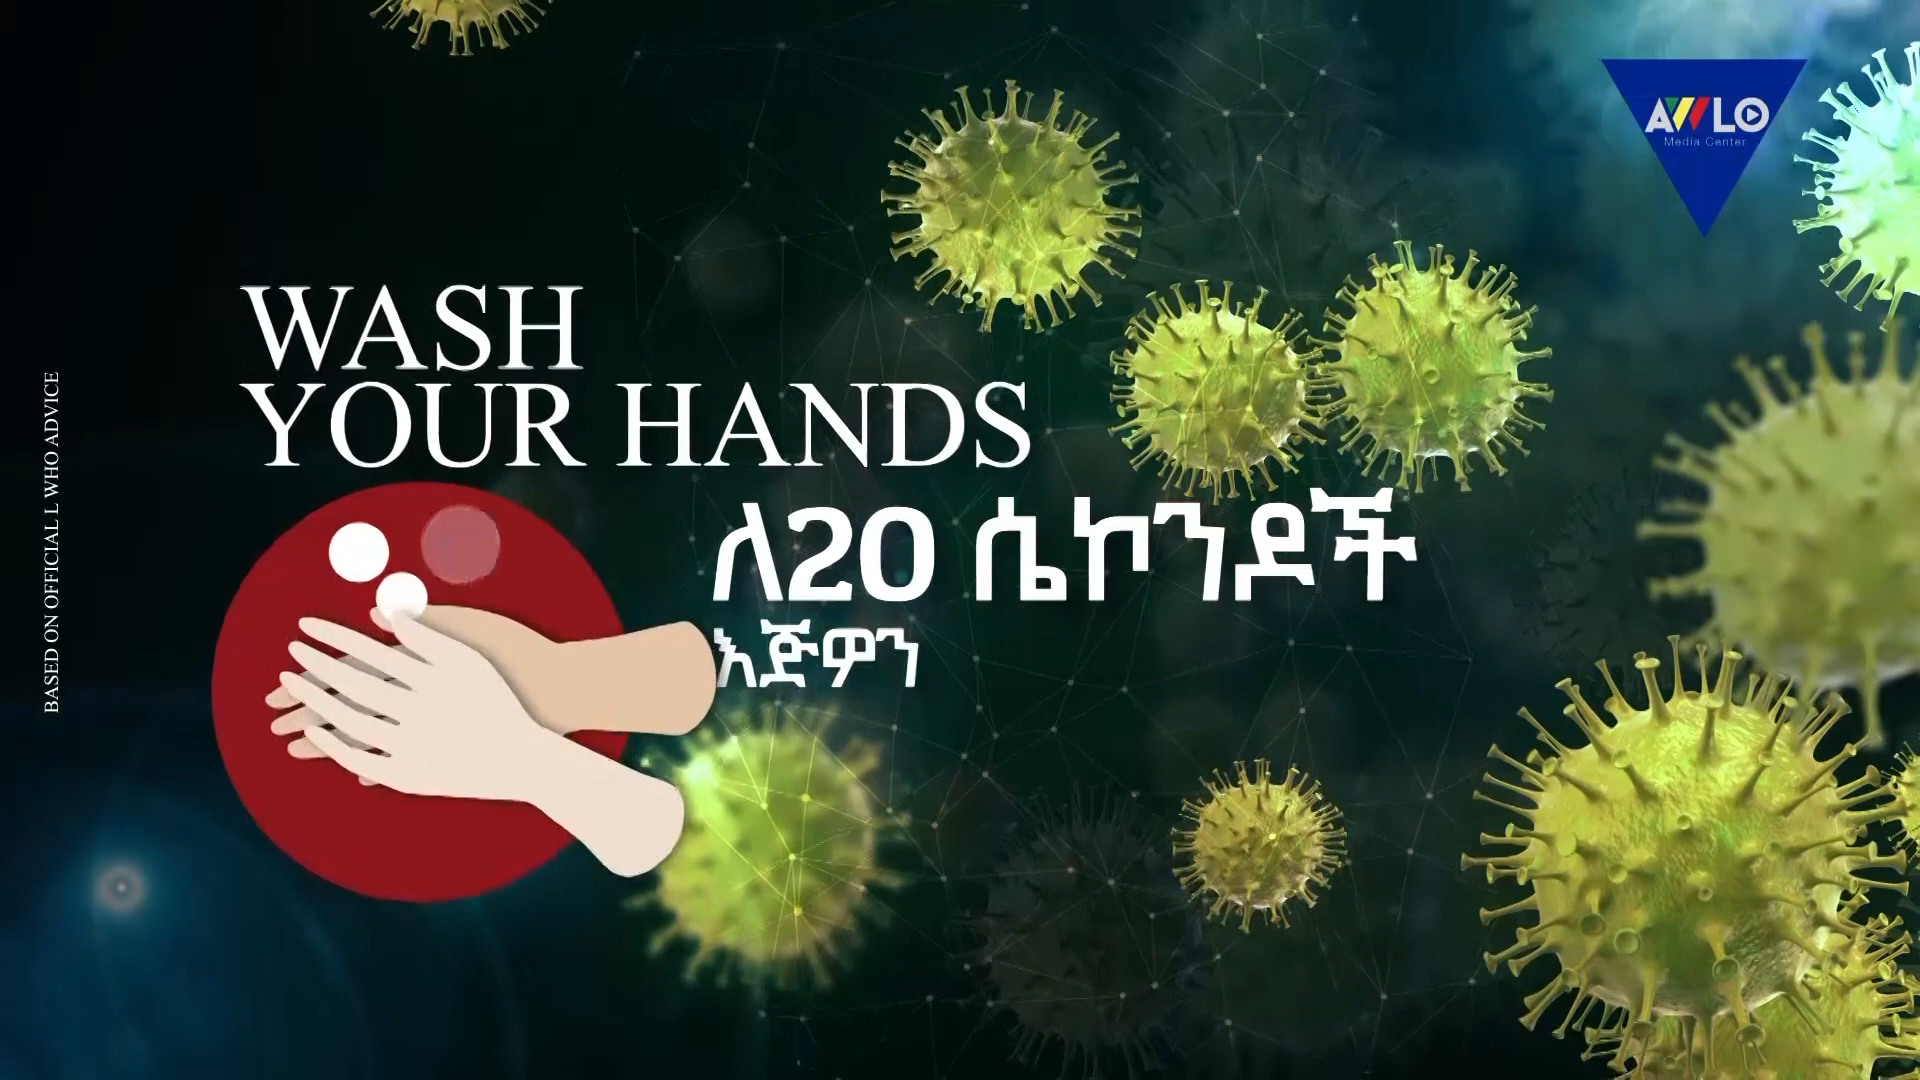 AWLO
Media Center
WASH
YOUR HANDS
ለ20 ሴኮንዶች
እጅዎን
BASED ON OFFICIAL L WHO ADVICE